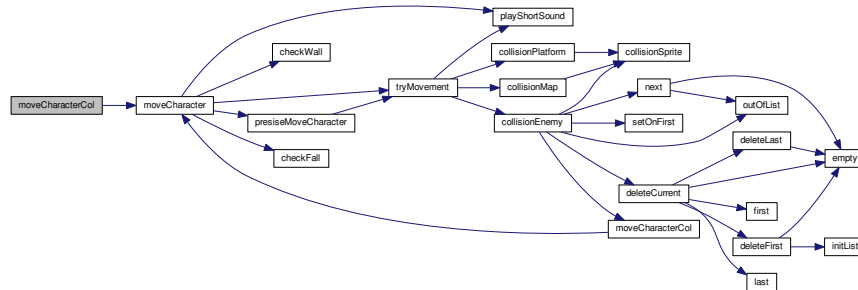 playShortSound
checkWall
collisionPlatform
collisionSprite
tryMovement
collisionMap
next
moveCharacterCol
moveCharacter
outOfList
presiseMoveCharacter
collisionEnemy
setOnFirst
deleteLast
checkFall
empty
deleteCurrent
first
moveCharacterCol
deleteFirst
initList
last